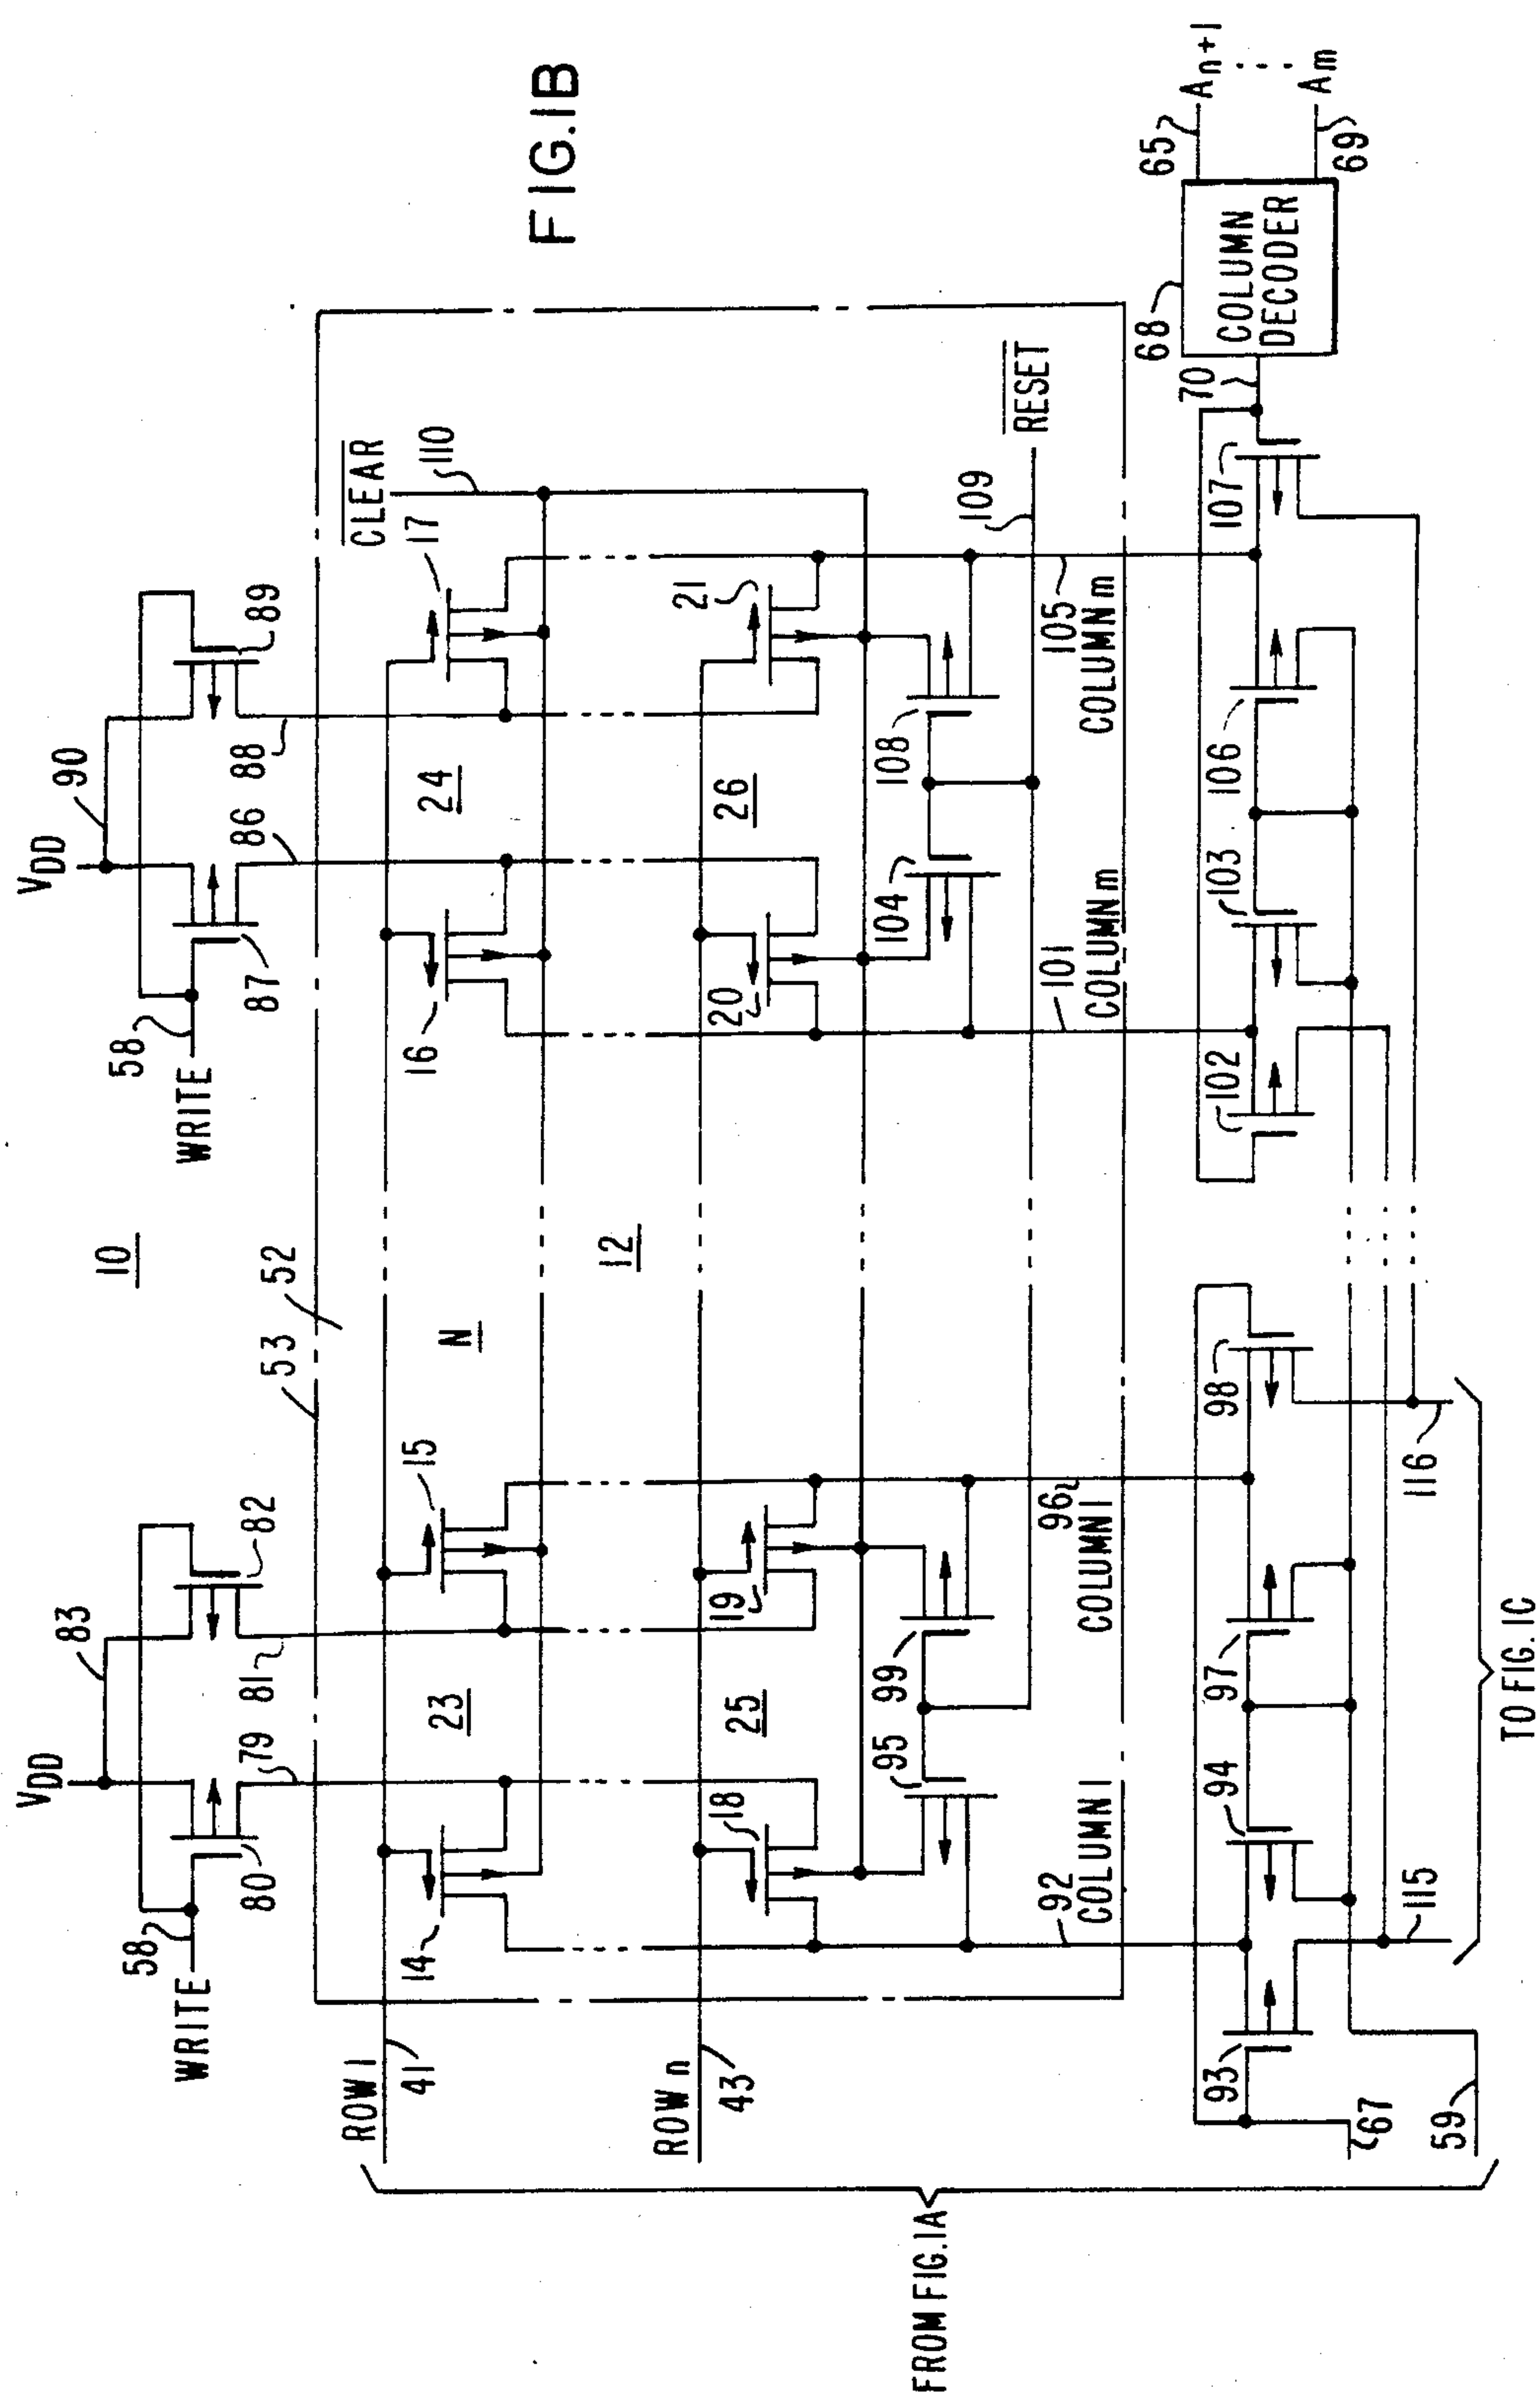 FIG. 1B
10
VDD
83
VDD
90
WRITE
58
80
79
81
82
WRITE
58
87
86
88
89
53
52
ROW 1
41
14
23
15
N
16
24
17
CLEAR
110
12
ROW n
43
18
25
19
20
26
21
95
99
104
108
109
RESET
92
COLUMN 1
96
COLUMN 1
101
COLUMN m
105
COLUMN m
93
94
97
98
102
103
106
107
70
68
COLUMN
DECODER
65
An+1
69
Am
67
59
115
116
FROM FIG. 1A
TO FIG. 1C